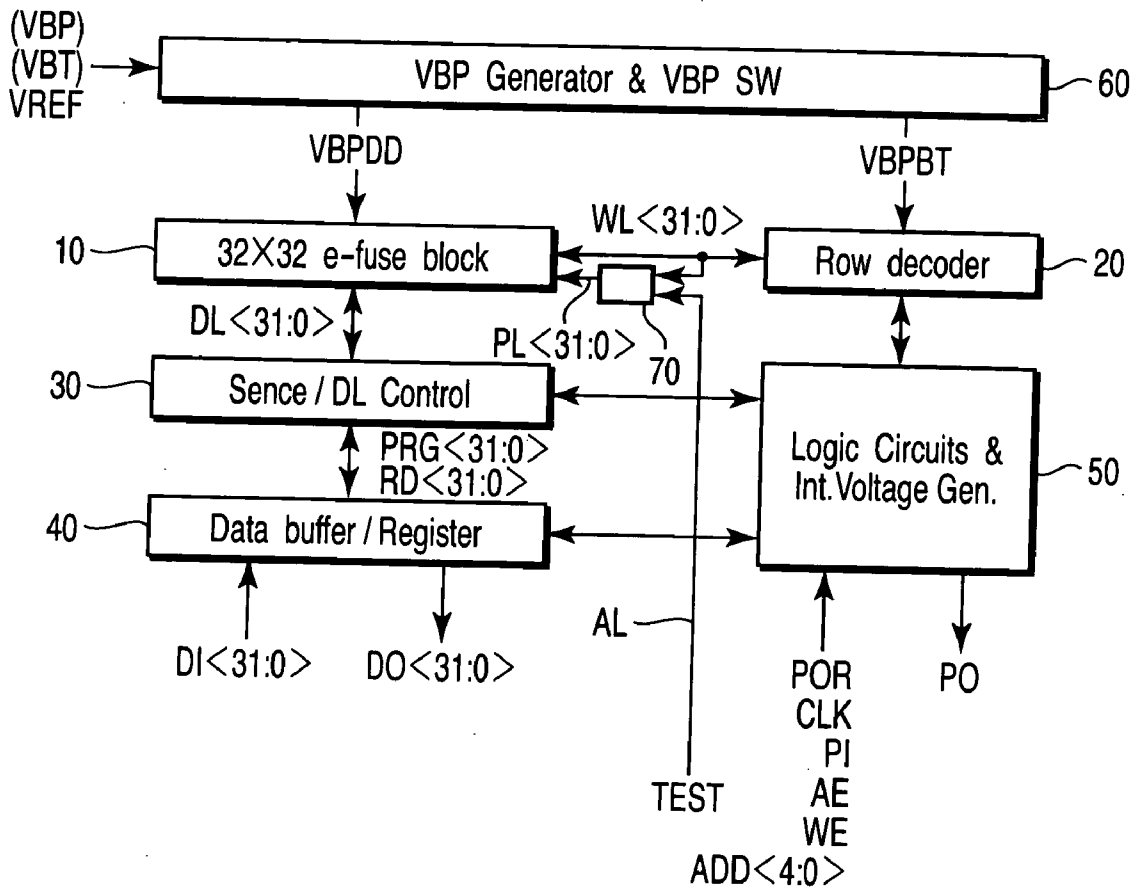 (VBP)
(VBT)
VREF
VBP Generator & VBP SW
60
VBPDD
VBPBT
WL<31:0>
10
32×32 e-fuse block
Row decoder
20
DL<31:0>
PL<31:0>
70
30
Sence / DL Control
PRG<31:0>
RD<31:0>
Logic Circuits &
Int.Voltage Gen.
50
40
Data buffer / Register
AL
DI<31:0>
DO<31:0>
POR
CLK
PI
AE
WE
ADD<4:0>
PO
TEST